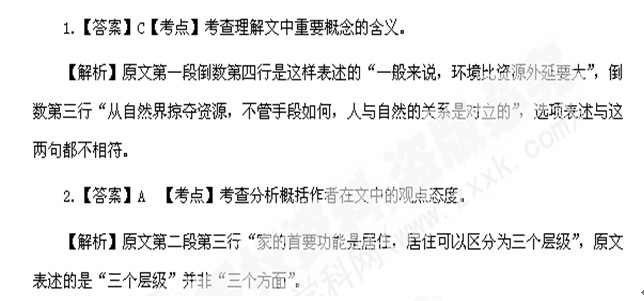 1.【答案】C【考点】考查理解文中重要概念的含义。
【解析】原文第一段倒数第四行是这样表述的“一般来说，环境比资源外延要大”，倒
数第三行“从自然界掠夺资源，不管手段如何，人与自然的关系是对立的”，选项表述与这
两句都不相符。
2.【答案】A 【考点】考查分析概括作者在文中的观点态度。
【解析】原文第二段第三行“家的首要功能是居住，居住可以区分为三个层级”，原文
表述的是“三个层级”并非“三个方面”。